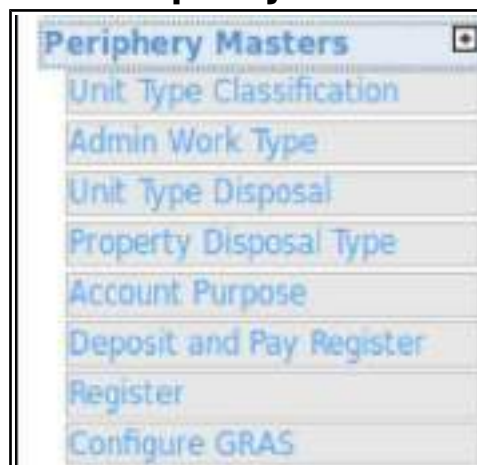 Periphery Masters
Unit Type Classification
Admin Work Type
Unit Type Disposal
Property Disposal Type
Account Purpose
Deposit and Pay Register
Register
Configure GRAS